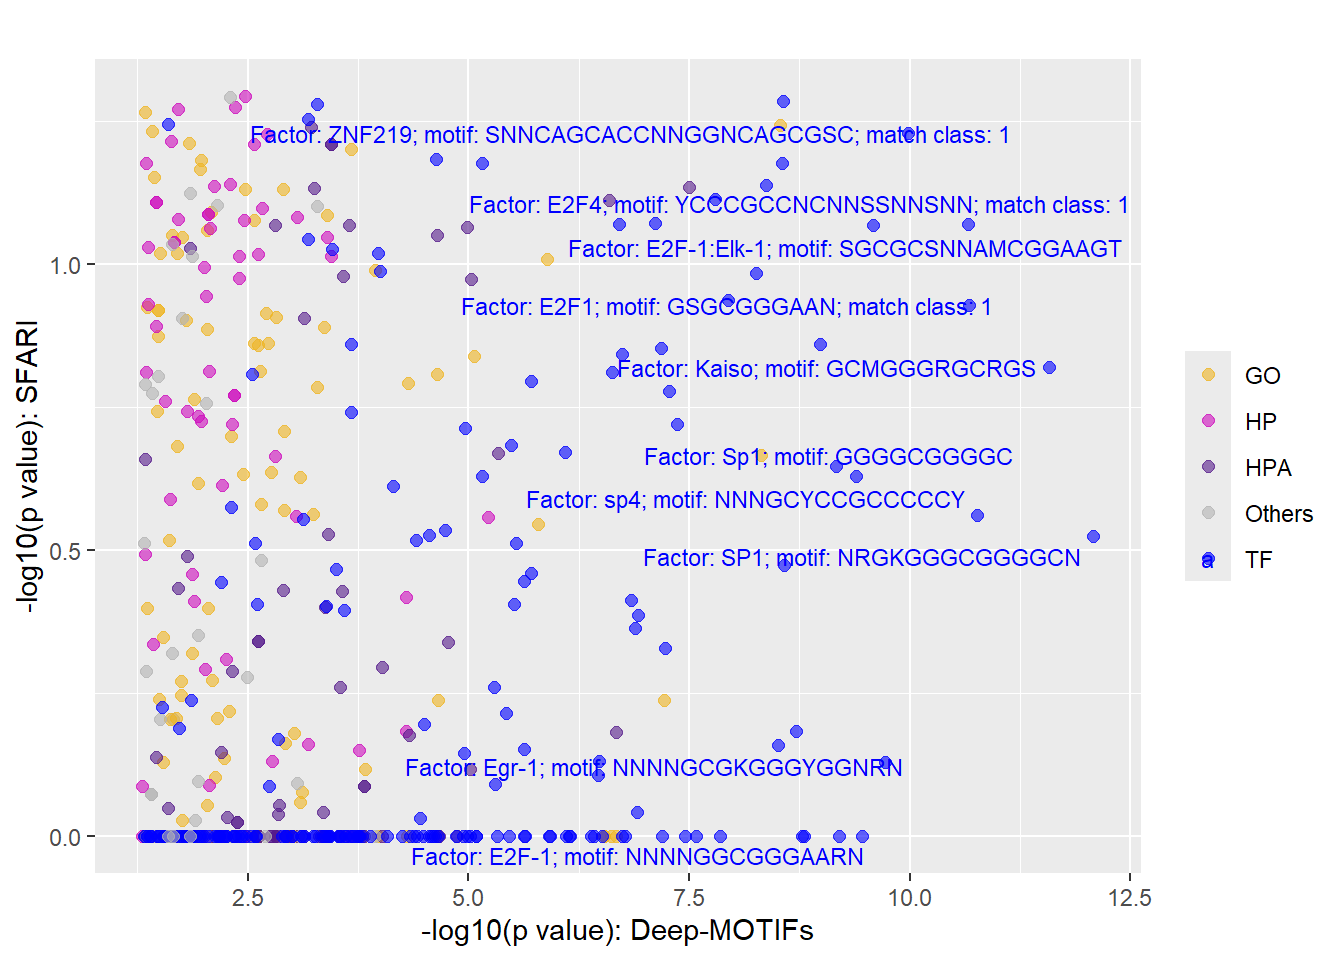 Factor: ZNF219; motif: SNNCAGCACCNNGGNCAGCGSC; match class: 1
Factor: E2F4; motif: YCCCGCCNCNNSSNNSNN; match class: 1
Factor: E2F-1:Elk-1; motif: SGCGCSNNAMCGGAAGT
Factor: E2F1; motif: GSGCGGGAAN; match class: 1
Factor: Kaiso; motif: GCMGGGRGCRGS
Factor: Sp1; motif: GGGGCGGGGC
Factor: sp4; motif: NNNGCYCCGCCCCCY
Factor: SP1; motif: NRGKGGGCGGGGCN
Factor: Egr-1; motif: NNNNGCGKGGGYGGNRN
Factor: E2F-1; motif: NNNNGGCGGGAARN
1.0
0.5
0.0
-log10(p value): SFARI
2.5
5.0
7.5
10.0
12.5
-log10(p value): Deep-MOTIFs
GO
HP
HPA
Others
a TF